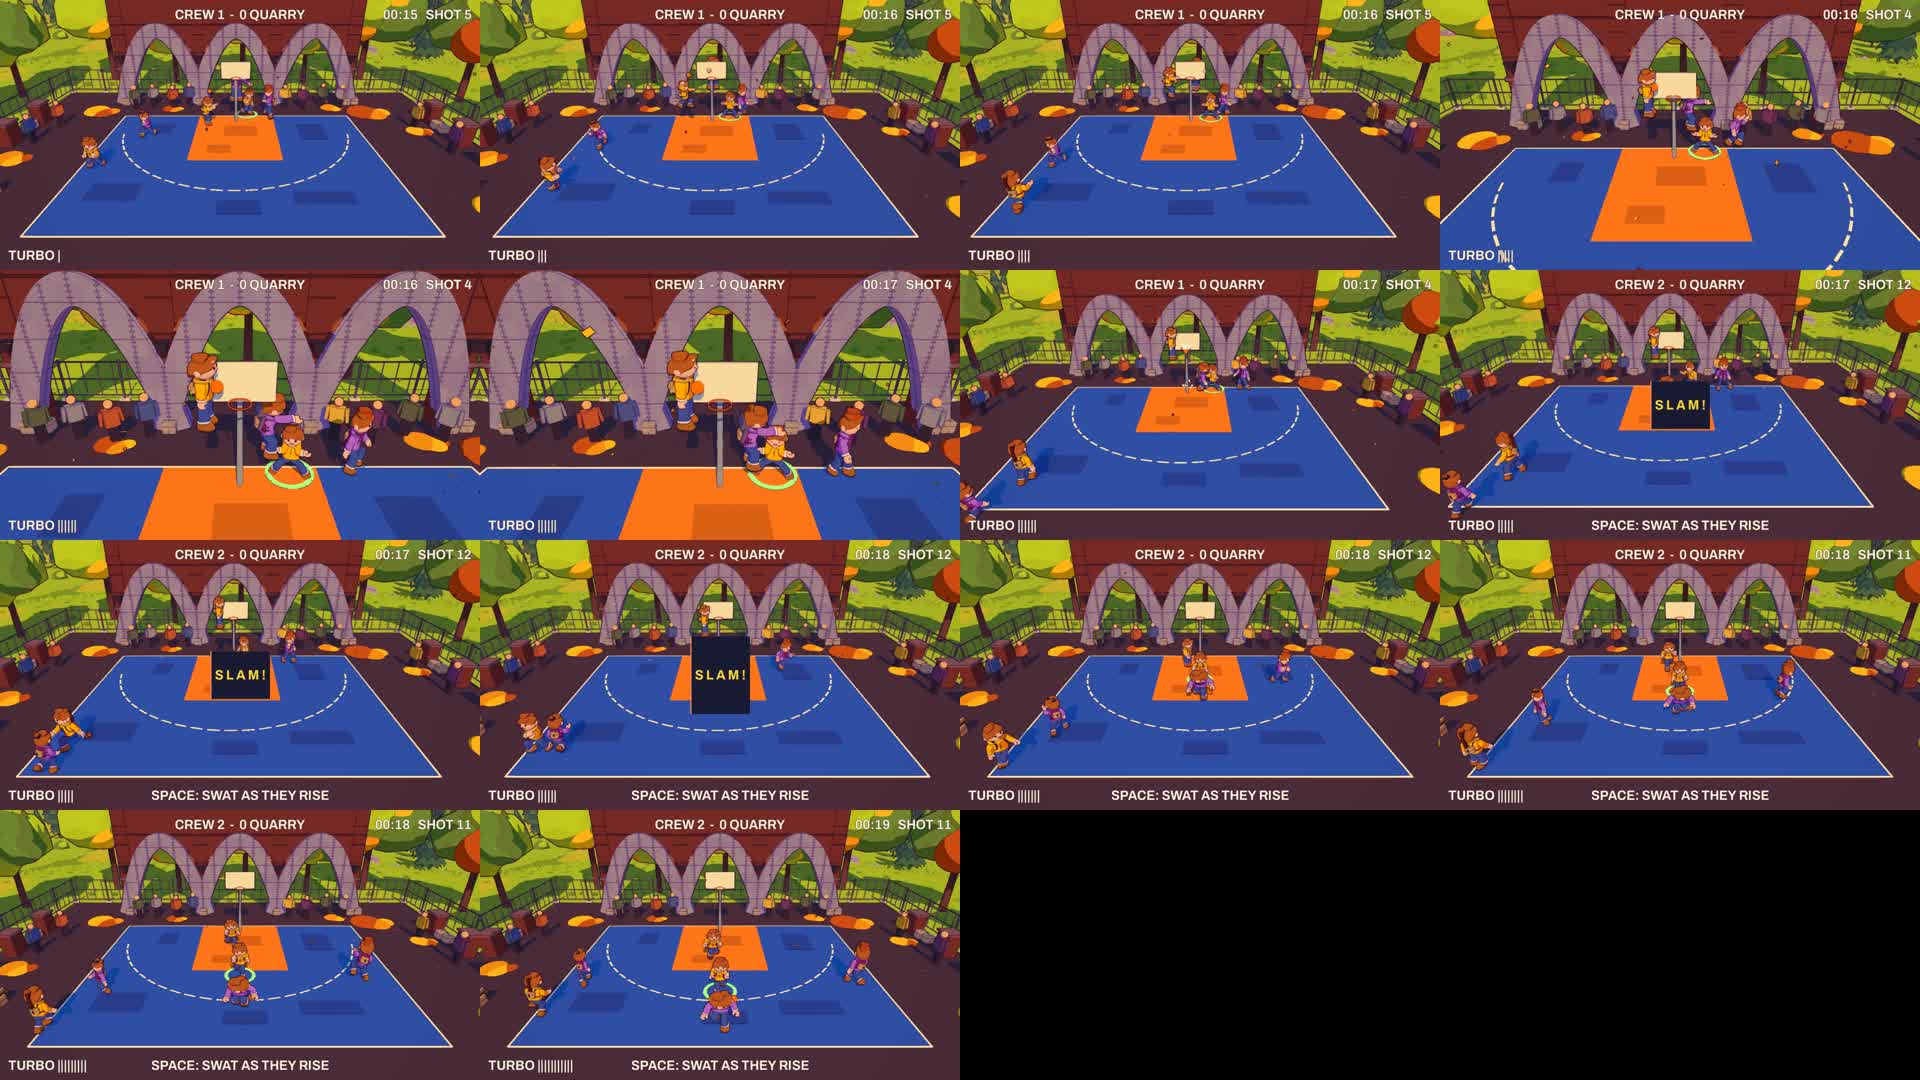 CREW 1 - 0 QUARRY 00:15 SHOT 5
TURBO |
CREW 1 - 0 QUARRY 00:16 SHOT 5
TURBO |||
CREW 1 - 0 QUARRY 00:16 SHOT 5
TURBO ||||
CREW 1 - 0 QUARRY 00:16 SHOT 4
TURBO
CREW 1 - 0 QUARRY 00:16 SHOT 4
TURBO ||||||
CREW 1 - 0 QUARRY 00:17 SHOT 4
TURBO ||||||
CREW 1 - 0 QUARRY 00:17 SHOT 4
TURBO ||||||
CREW 2 - 0 QUARRY 00:17 SHOT 12
SLAM!
TURBO ||||| SPACE: SWAT AS THEY RISE
CREW 2 - 0 QUARRY 00:17 SHOT 12
SLAM!
TURBO ||||| SPACE: SWAT AS THEY RISE
CREW 2 - 0 QUARRY 00:18 SHOT 12
SLAM!
TURBO |||||| SPACE: SWAT AS THEY RISE
CREW 2 - 0 QUARRY 00:18 SHOT 12
TURBO ||||||| SPACE: SWAT AS THEY RISE
CREW 2 - 0 QUARRY 00:18 SHOT 11
TURBO |||||||| SPACE: SWAT AS THEY RISE
CREW 2 - 0 QUARRY 00:18 SHOT 11
TURBO ||||||||| SPACE: SWAT AS THEY RISE
CREW 2 - 0 QUARRY 00:19 SHOT 11
TURBO ||||||||||| SPACE: SWAT AS THEY RISE